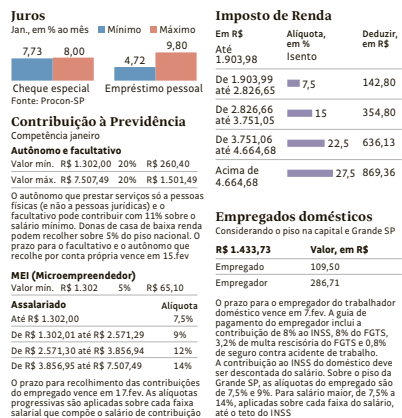 Juros
Jan., em % ao mês
Mínimo
Máximo
7,73
8,00
4,72
9,80
Cheque especial
Empréstimo pessoal
Fonte: Procon-SP
Contribuição à Previdência
Competência janeiro
Autônomo e facultativo
Valor mín. R$ 1.302,00 20% R$ 260,40
Valor máx. R$ 7.507,49 20% R$ 1.501,49
O autônomo que prestar serviços só a pessoas
físicas (e não a pessoas jurídicas) e o
facultativo pode contribuir com 11% sobre o
salário mínimo. Donas de casa de baixa renda
podem recolher sobre 5% do piso nacional. O
prazo para o facultativo e o autônomo que
recolhe por conta própria vence em 15.fev
MEI (Microempreendedor)
Valor mín. R$ 1.302 5% R$ 65,10
Assalariado Alíquota
Até R$ 1.302,00 7,5%
De R$ 1.302,01 até R$ 2.571,29 9%
De R$ 2.571,30 até R$ 3.856,94 12%
De R$ 3.856,95 até R$ 7.507,49 14%
O prazo para recolhimento das contribuições
do empregado vence em 17.fev. As alíquotas
progressivas são aplicadas sobre cada faixa
salarial que compõe o salário de contribuição
Imposto de Renda
Em R$
Alíquota,
em %
Deduzir,
em R$
Até
1.903,98
Isento
De 1.903,99
até 2.826,65
7,5
142,80
De 2.826,66
até 3.751,05
15
354,80
De 3.751,06
até 4.664,68
22,5
636,13
Acima de
4.664,68
27,5
869,36
Empregados domésticos
Considerando o piso na capital e Grande SP
R$ 1.433,73 Valor, em R$
Empregado 109,50
Empregador 286,71
O prazo para o empregador do trabalhador
doméstico vence em 7.fev. A guia de
pagamento do empregador inclui a
contribuição de 8% ao INSS, 8% do FGTS,
3,2% de multa rescisória do FGTS e 0,8%
de seguro contra acidente de trabalho.
A contribuição ao INSS do doméstico deve
ser descontada do salário. Sobre o piso da
Grande SP, as alíquotas do empregado são
de 7,5% e 9%. Para salário maior, de 7,5% a
14%, aplicadas sobre cada faixa do salário,
até o teto do INSS